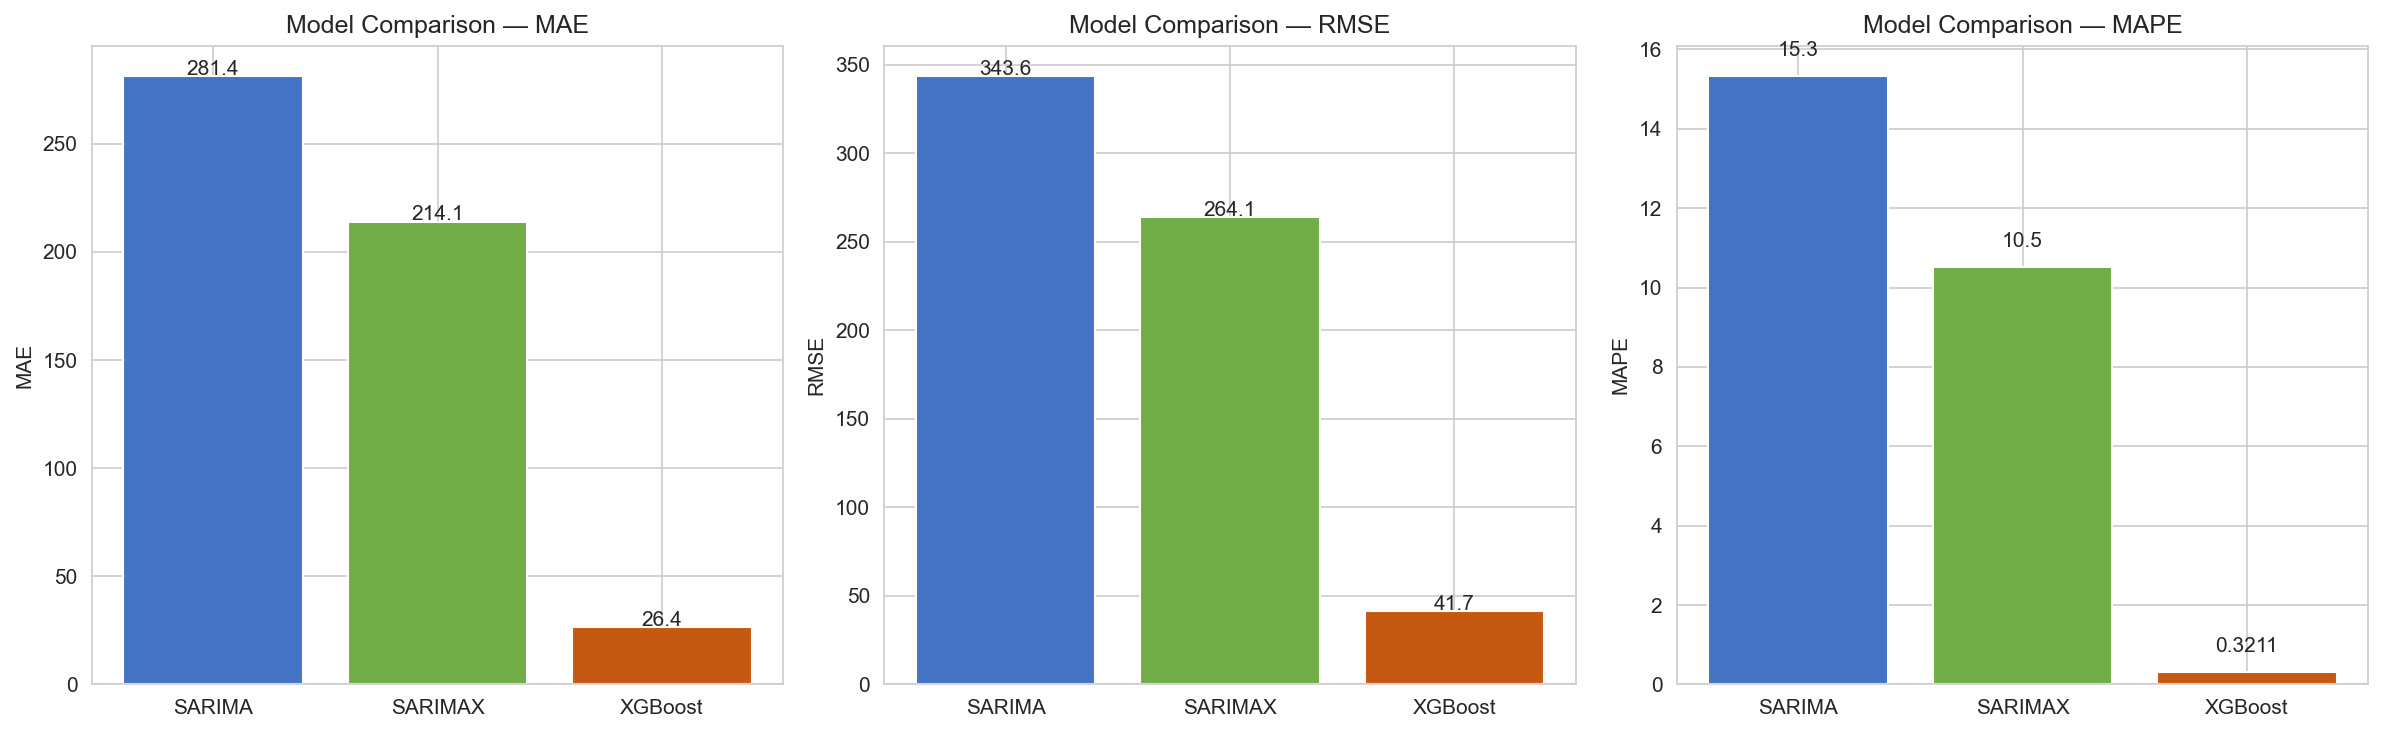 Model Comparison — MAE
MAE
250
200
150
100
50
0
281.4
214.1
26.4
SARIMA
SARIMAX
XGBoost
Model Comparison — RMSE
RMSE
350
300
250
200
150
100
50
0
343.6
264.1
41.7
SARIMA
SARIMAX
XGBoost
Model Comparison — MAPE
MAPE
16
14
12
10
8
6
4
2
0
15.3
10.5
0.3211
SARIMA
SARIMAX
XGBoost